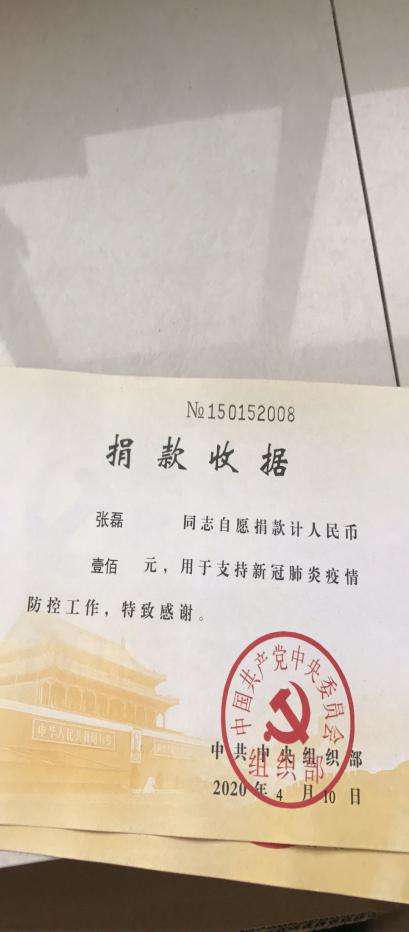 №150152008
捐款收据
张磊 同志自愿捐款计人民币
壹佰 元，用于支持新冠肺炎疫情
防控工作，特致感谢。
中国共产党中央委员会
组织部
中共中央组织部
2020年4月10日